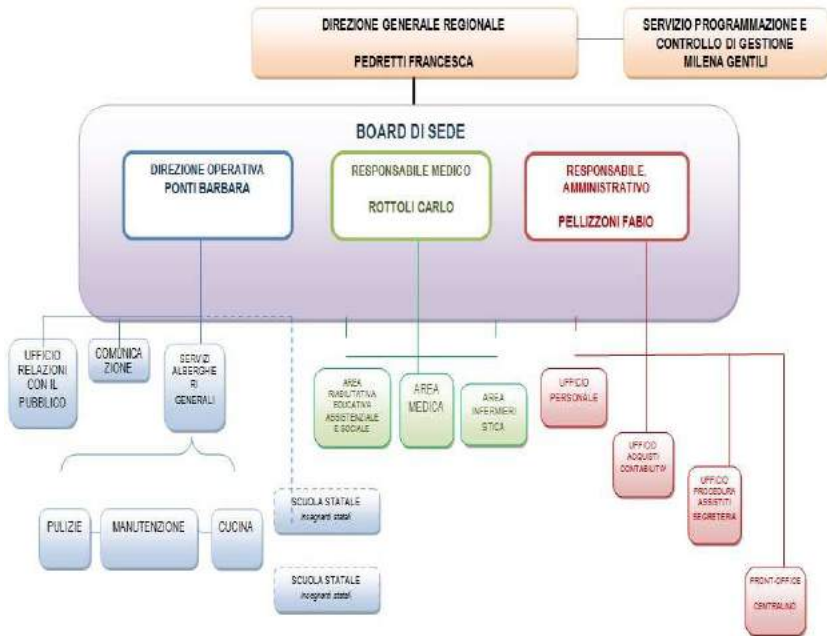 DIREZIONE GENERALE REGIONALE
PEDRETTI FRANCESCA
SERVIZIO PROGRAMMAZIONE E
CONTROLLO DI GESTIONE
MILENA GENTILI
BOARD DI SEDE
DIREZIONE OPERATIVA
PONTI BARBARA
RESPONSABILE MEDICO
ROTTOLI CARLO
RESPONSABILE
AMMINISTRATIVO
PELLIZZONI FABIO
UFFICIO
RELAZIONI
CON IL
PUBBLICO
COMUNICA
ZIONE
SERVIZI
ALBERGHE
RI
GENERALI
AREA
RIABILITATIVA
EDUCATIVA
ASSISTENZIALE
E SOCIALE
AREA
MEDICA
AREA
INFERMIERI
STICA
UFFICIO
PERSONALE
UFFICIO
ACQUISTI
CONTABILITA'
UFFICIO
PROCEDURA
ASSISTITI
SEGRETERIA
FRONT-OFFICE
CENTRALINO
PULIZIE
MANUTENZIONE
CUCINA
SCUOLA STATALE
Insegnanti statali
SCUOLA STATALE
Insegnanti statali